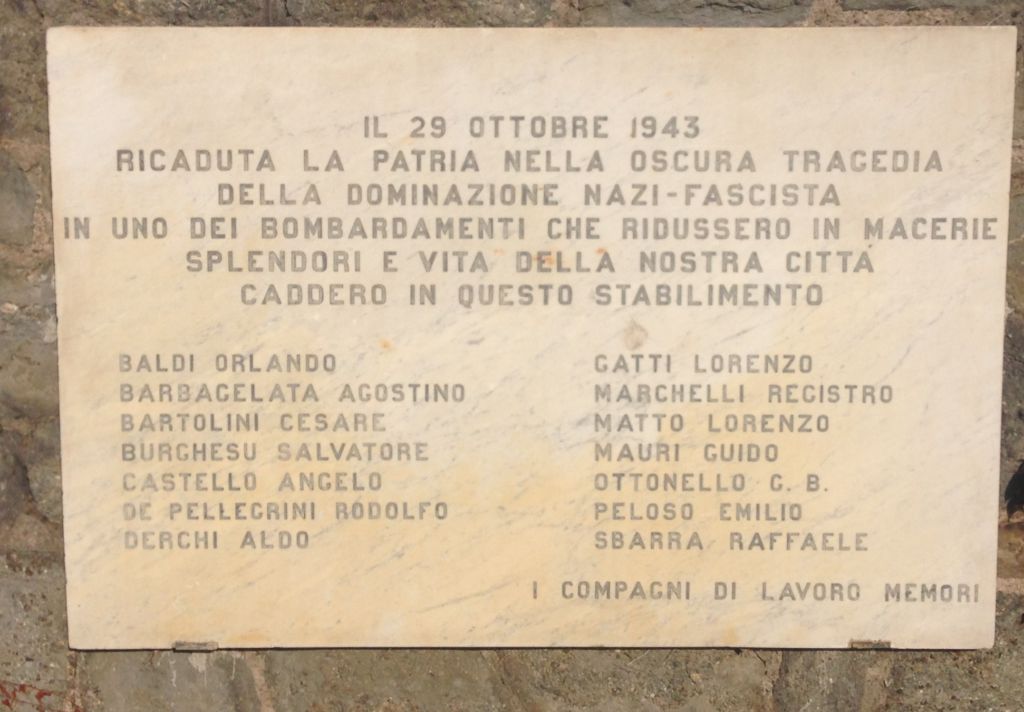 IL 29 OTTOBRE 1943
RICADUTA LA PATRIA NELLA OSCURA TRAGEDIA
DELLA DOMINAZIONE NAZI-FASCISTA
IN UNO DEI BOMBARDAMENTI CHE RIDUSSERO IN MACERIE
SPLENDORI E VITA DELLA NOSTRA CITTÀ
CADDERO IN QUESTO STABILIMENTO
BALDI ORLANDO
BARBAGELATA AGOSTINO
BARTOLINI CESARE
BURGHESU SALVATORE
CASTELLO ANGELO
DE PELLEGRINI RODOLFO
DERCHI ALDO
GATTI LORENZO
MARCHELLI REGISTRO
MATTO LORENZO
MAURI GUIDO
OTTONELLO G. B.
PELOSO EMILIO
SBARRA RAFFAELE
I COMPAGNI DI LAVORO MEMORI